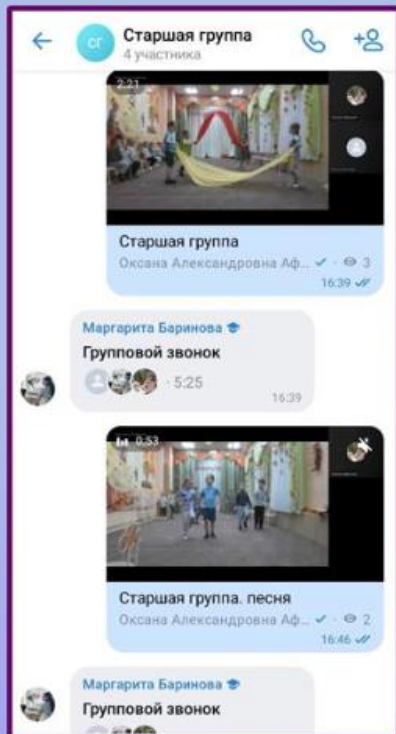 СГ
Старшая группа
4 участника
2:21
Старшая группа
Оксана Александровна Аф... 3
16:39
Маргарита Баринова
Групповой звонок
5:25
16:39
0:53
Старшая группа. песня
Оксана Александровна Аф... 2
16:46
Маргарита Баринова
Групповой звонок